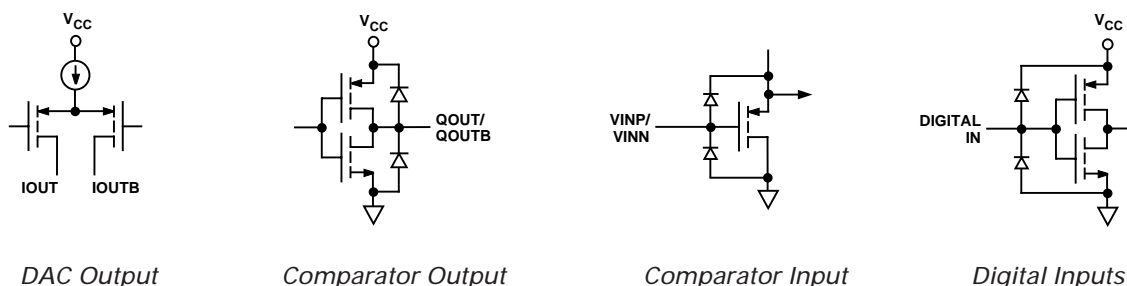 VCC
IOUT IOUTB
DAC Output
VCC
QOUT/
QOUTB
Comparator Output
VINP/
VINN
Comparator Input
VCC
DIGITAL
IN
Digital Inputs